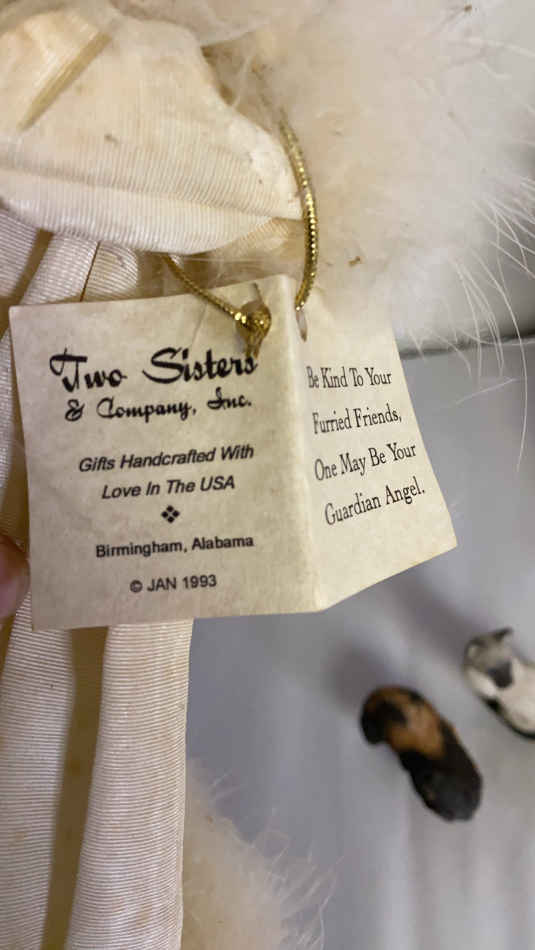 Two Sisters
& Company, Inc.
Gifts Handcrafted With
Love In The USA
Birmingham, Alabama
© JAN 1993
Be Kind To Your
Furried Friends,
One May Be Your
Guardian Angel.